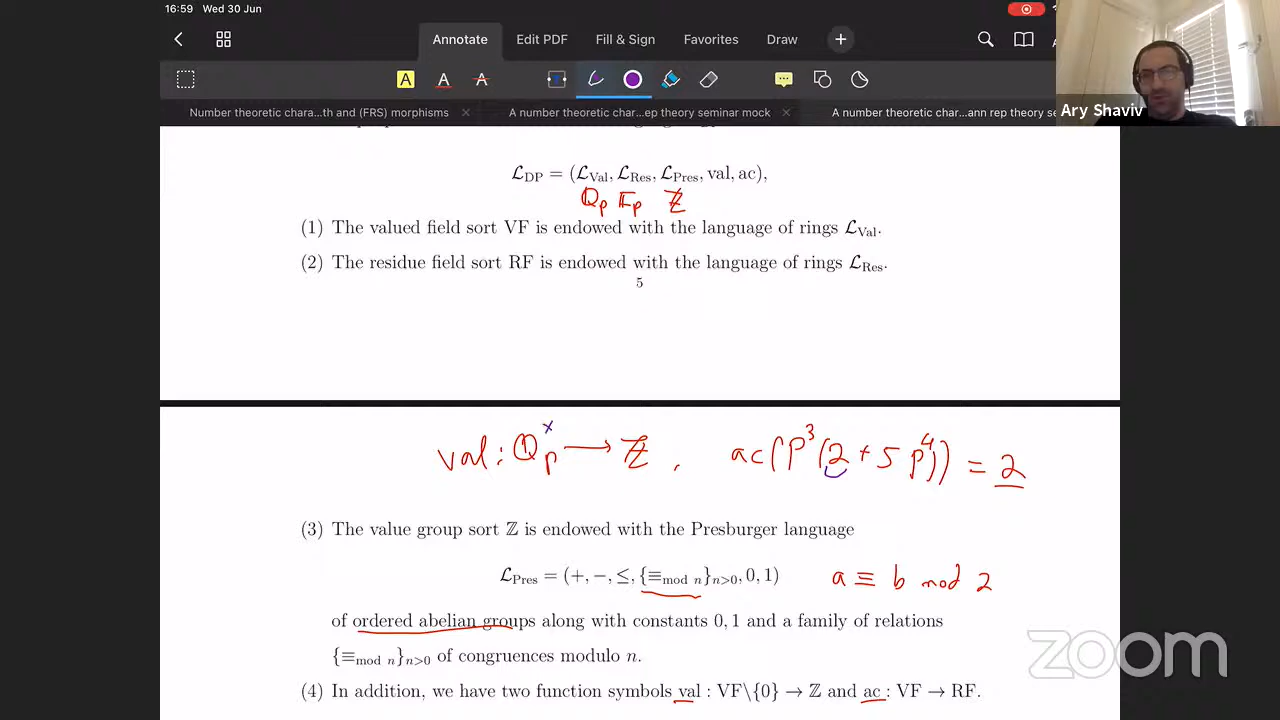 16:59 Wed 30 Jun
Annotate Edit PDF Fill & Sign Favorites Draw
Number theoretic chara...th and (FRS) morphisms × A number theoretic char...ep theory seminar mock × A number theoretic charac...ann rep theory se
Ary Shaviv
𝓛_DP = (𝓛_Val, 𝓛_Res, 𝓛_Pres, val, ac),
ℚ_p 𝔽_p ℤ
(1) The valued field sort VF is endowed with the language of rings 𝓛_Val.
(2) The residue field sort RF is endowed with the language of rings 𝓛_Res.
5
val: ℚ_p^× → ℤ, ac(p^3(2 + 5p^4)) = 2
(3) The value group sort ℤ is endowed with the Presburger language
𝓛_Pres = (+, −, ≤, {≡_mod n}_n>0, 0, 1) a ≡ b mod 2
of ordered abelian groups along with constants 0, 1 and a family of relations
{≡_mod n}_n>0 of congruences modulo n.
(4) In addition, we have two function symbols val : VF\{0} → ℤ and ac : VF → RF.
zoom